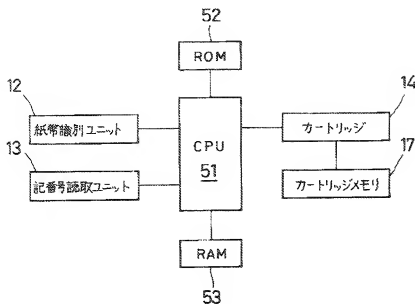 52
ROM
12
紙幣識別ユニット
14
カートリッジ
CPU
51
13
記番号読取ユニット
17
カートリッジメモリ
RAM
53